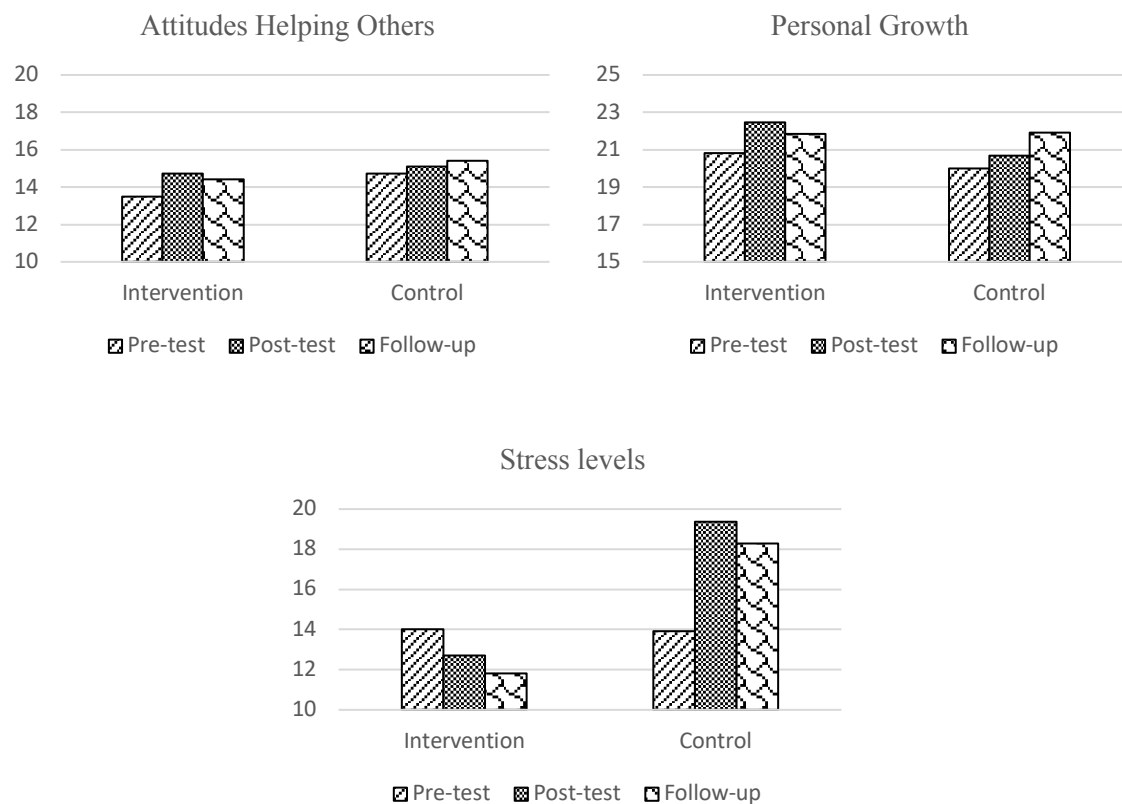 Attitudes Helping Others
20
18
16
14
12
10
Intervention Control
Pre-test Post-test Follow-up
Personal Growth
25
23
21
19
17
15
Intervention Control
Pre-test Post-test Follow-up
Stress levels
20
18
16
14
12
10
Intervention Control
Pre-test Post-test Follow-up